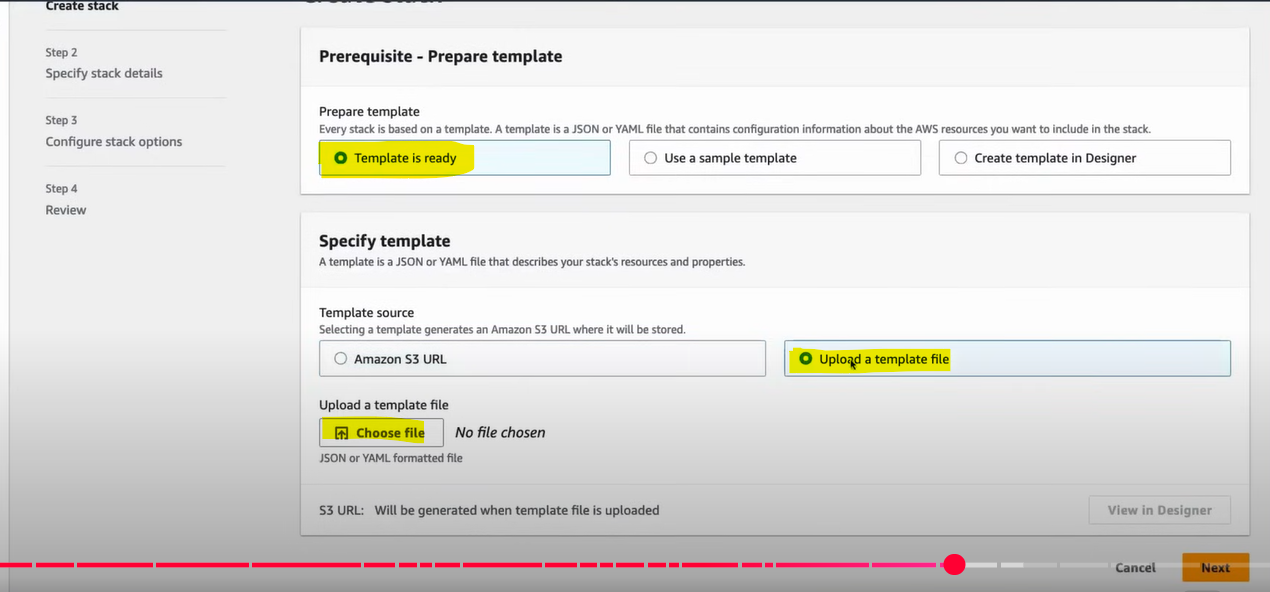 Create stack
Step 2
Specify stack details
Step 3
Configure stack options
Step 4
Review
Prerequisite - Prepare template
Prepare template
Every stack is based on a template. A template is a JSON or YAML file that contains configuration information about the AWS resources you want to include in the stack.
Template is ready
Use a sample template
Create template in Designer
Specify template
A template is a JSON or YAML file that describes your stack's resources and properties.
Template source
Selecting a template generates an Amazon S3 URL where it will be stored.
Amazon S3 URL
Upload a template file
Upload a template file
Choose file
No file chosen
JSON or YAML formatted file
S3 URL: Will be generated when template file is uploaded
View in Designer
Cancel
Next